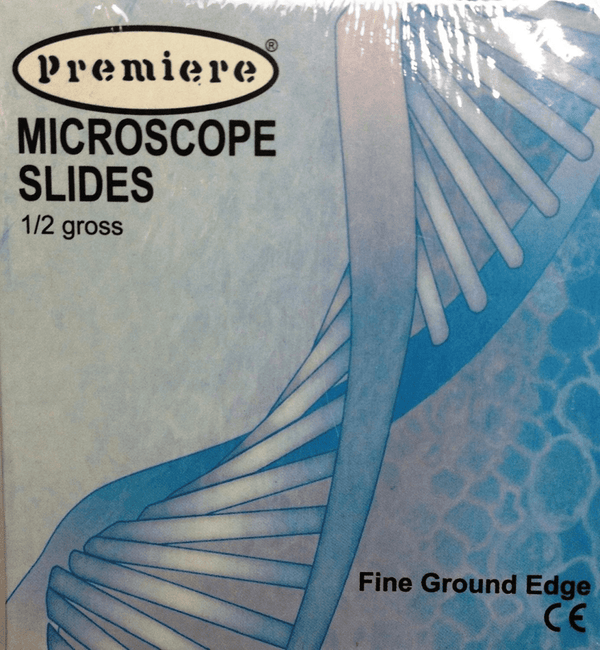 Premiere®
MICROSCOPE
SLIDES
1/2 gross
Fine Ground Edge
CE